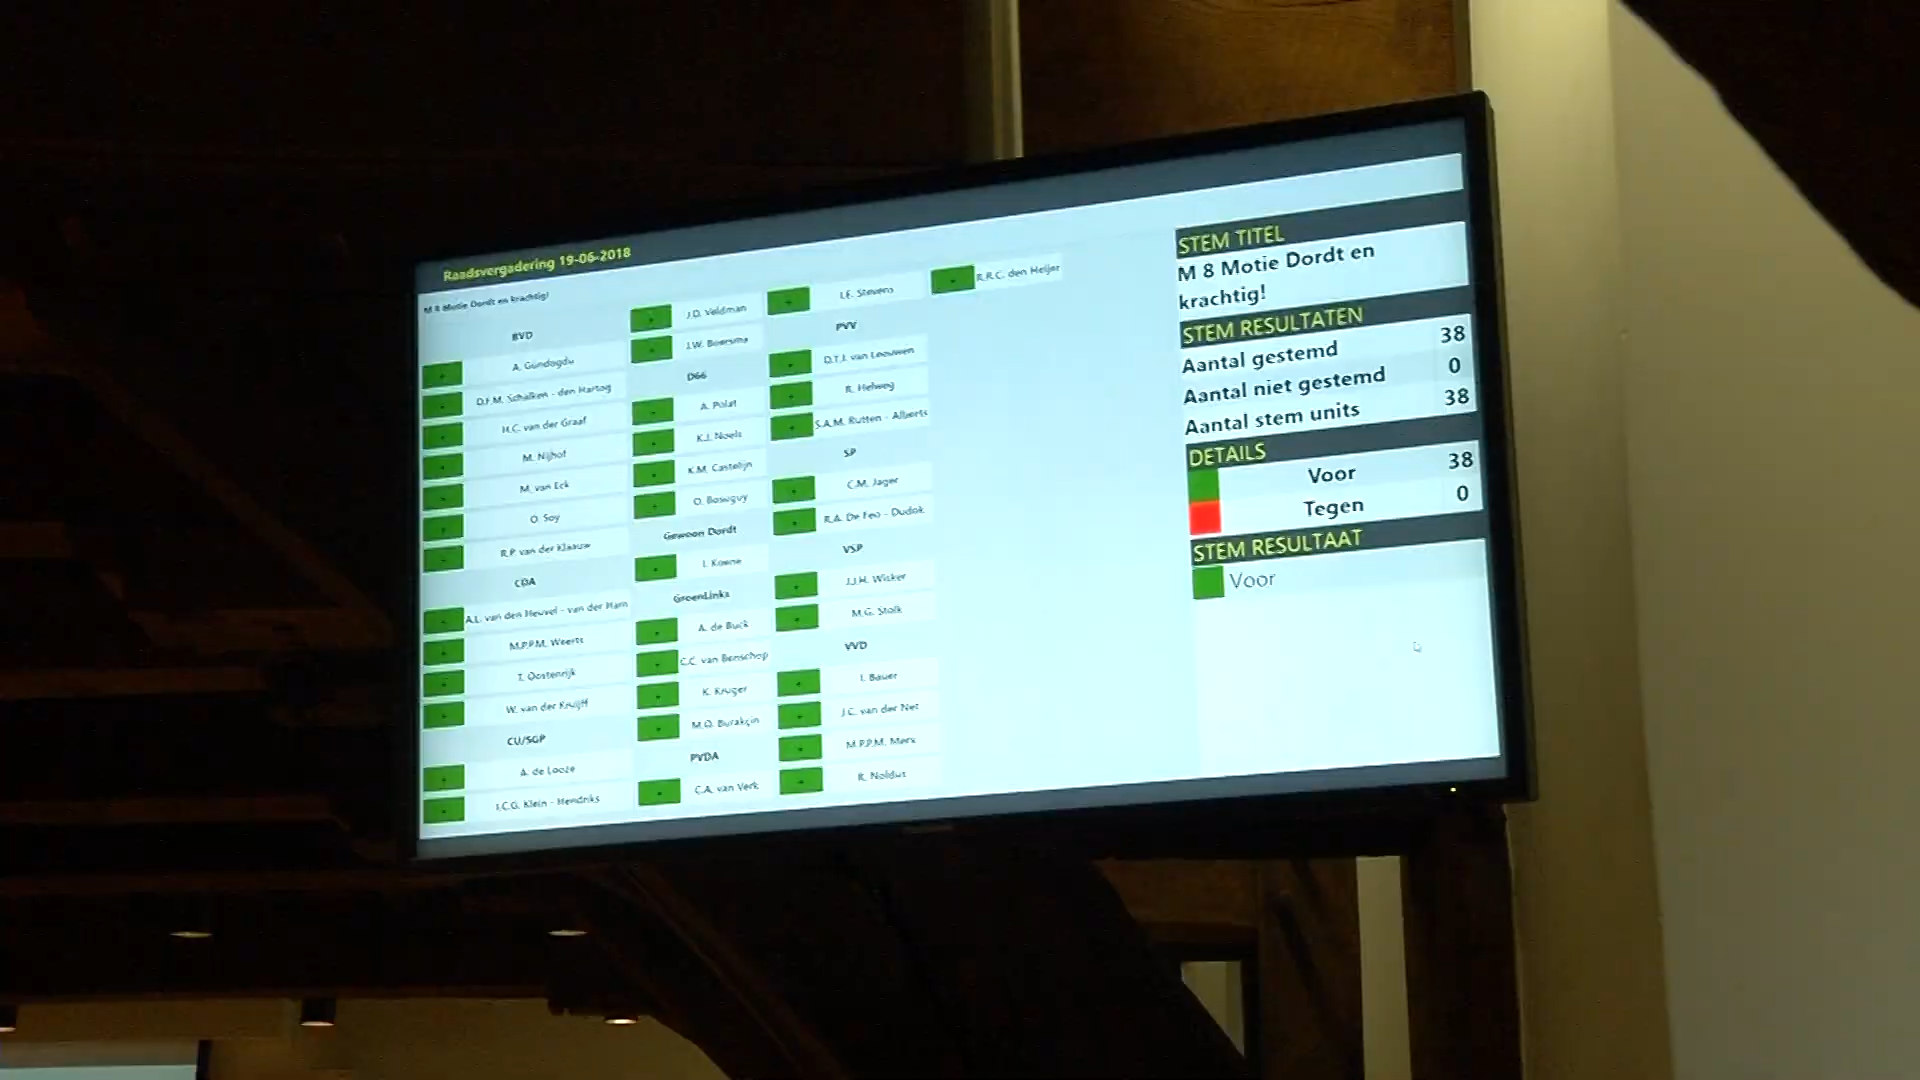 Raadsvergadering 19-06-2018
M 8 Motie Dordt en krachtig!
BVD
A. Gündogdu
D.F.M. Schalken - den Hartog
H.C. van der Graaf
M. Nijhof
M. van Eck
O. Soy
R.P. van der Klaauw
CDA
A.L. van den Heuvel - van der Ham
M.P.P.M. Weerts
T. Oostenrijk
W. van der Kruijff
CU/SGP
A. de Looze
I.C.G. Klein - Hendriks
J.D. Veldman
J.W. Boersma
D66
A. Polat
K.J. Noels
K.M. Castelijn
O. Bosuguy
Gewoon Dordt
I. Koene
GroenLinks
A. de Buck
C.C. van Benschop
K. Kruger
M.O. Burakçin
PVDA
C.A. van Verk
I.E. Stevens
PVV
D.T.J. van Leeuwen
R. Helweg
S.A.M. Rutten - Alberts
SP
C.M. Jager
R.A. De Feo - Dudok
VSP
J.J.H. Wisker
M.G. Stolk
VVD
I. Bauer
J.C. van der Net
M.P.P.M. Merx
R. Noldus
R.R.C. den Heijer
STEM TITEL
M 8 Motie Dordt en
krachtig!
STEM RESULTATEN
Aantal gestemd 38
Aantal niet gestemd 0
Aantal stem units 38
DETAILS
Voor 38
Tegen 0
STEM RESULTAAT
Voor